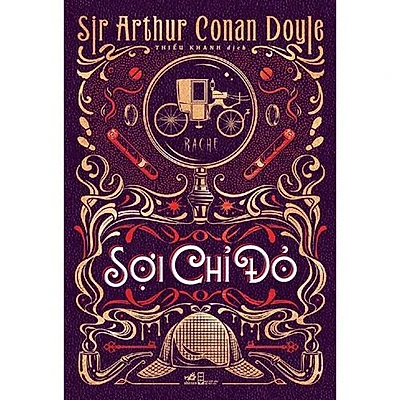 Sir Arthur Conan Doyle
THIẾU KHANH dịch
RACHE
SỢI CHỈ ĐỎ